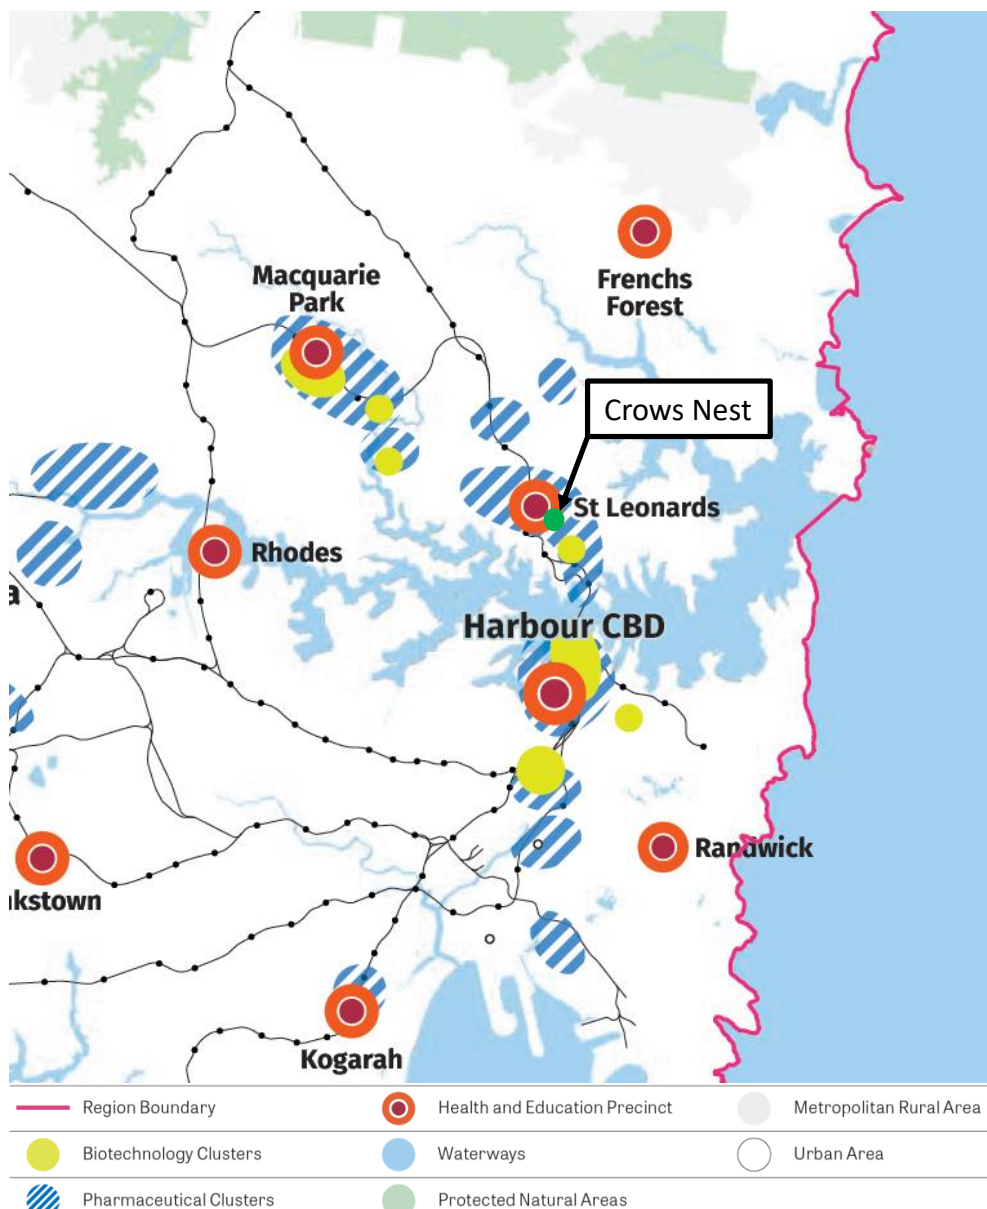 Macquarie
Park
Frenchs
Forest
Crows Nest
St Leonards
Rhodes
a
Harbour CBD
Randwick
nkstown
Kogarah
Region Boundary
Health and Education Precinct
Metropolitan Rural Area
Biotechnology Clusters
Waterways
Urban Area
Pharmaceutical Clusters
Protected Natural Areas